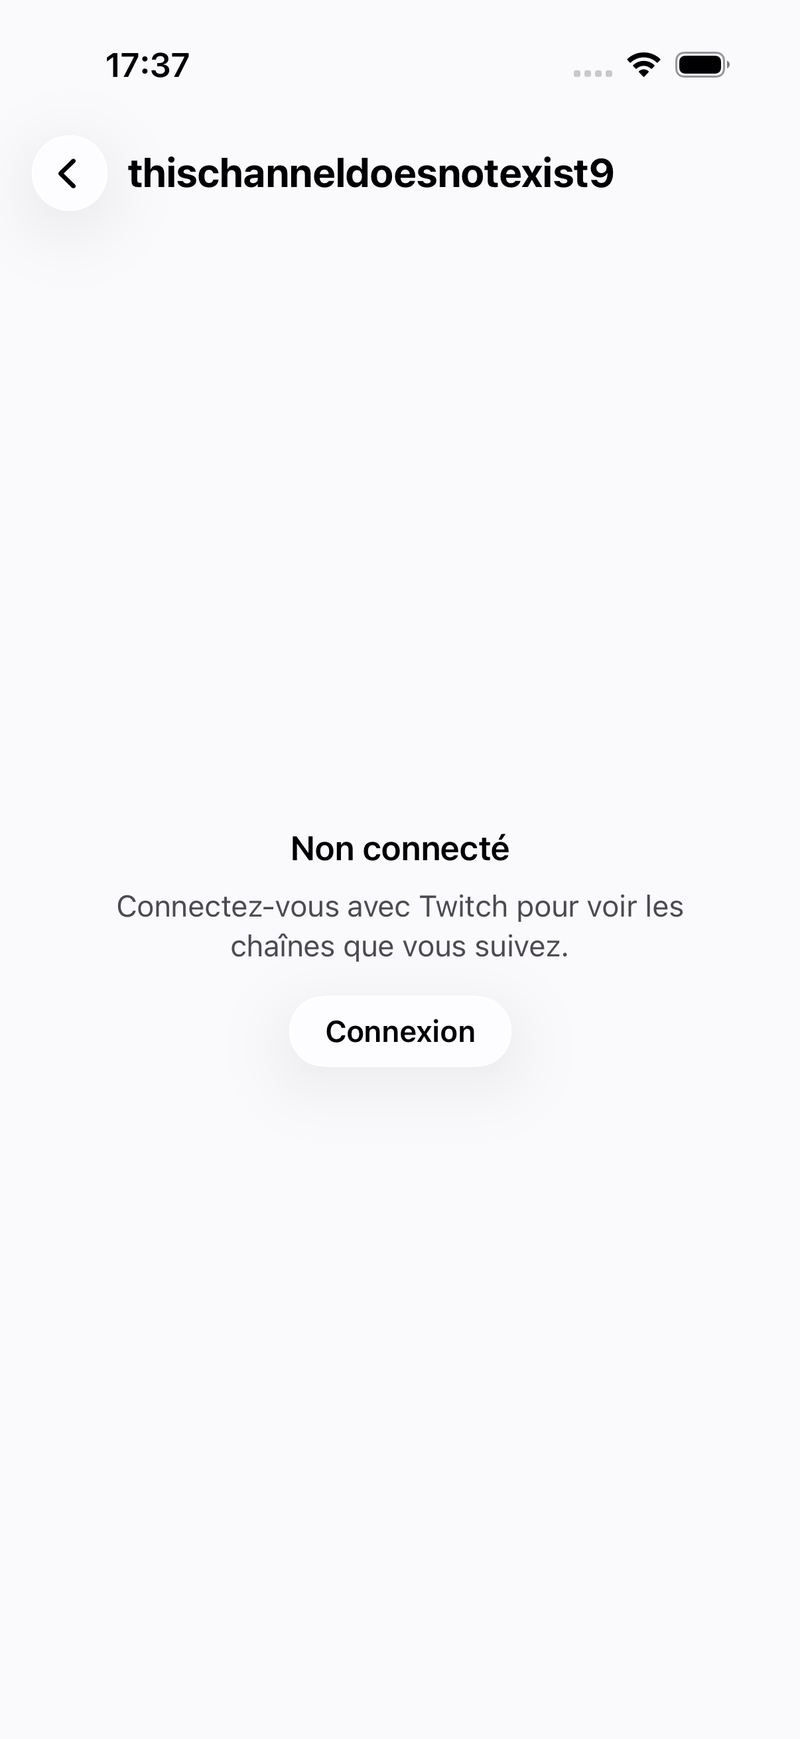 17:37
thischanneldoesnotexist9
Non connecté
Connectez-vous avec Twitch pour voir les
chaînes que vous suivez.
Connexion